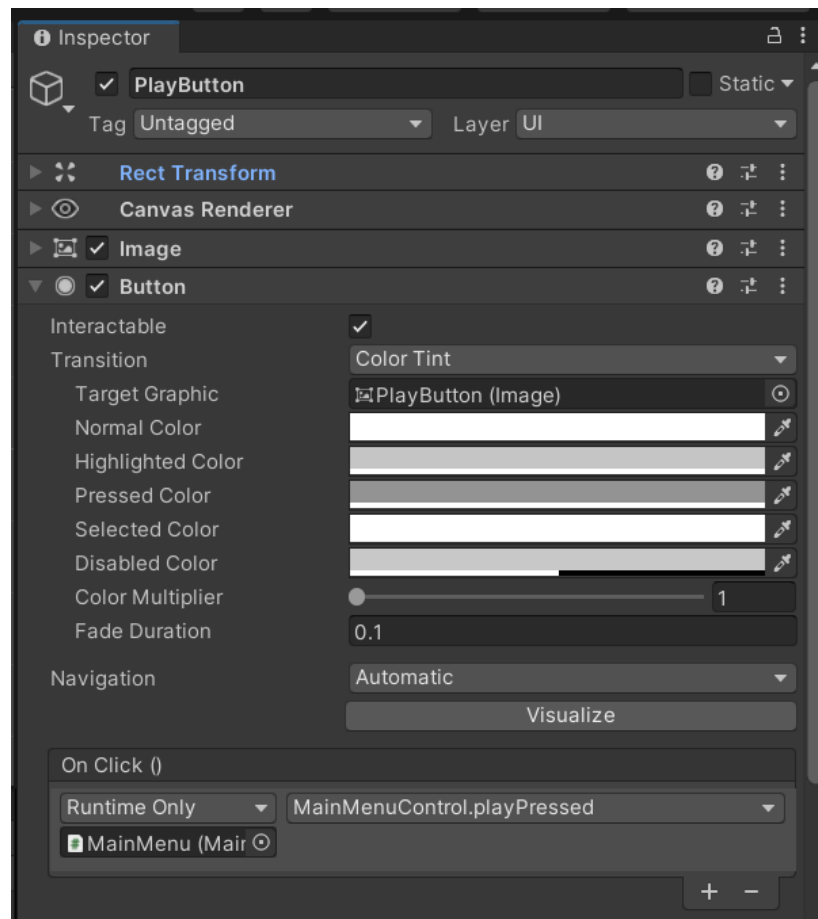 Inspector
PlayButton
Static
Tag Untagged Layer UI
Rect Transform
Canvas Renderer
Image
Button
Interactable
Transition Color Tint
Target Graphic PlayButton (Image)
Normal Color
Highlighted Color
Pressed Color
Selected Color
Disabled Color
Color Multiplier 1
Fade Duration 0.1
Navigation Automatic
Visualize
On Click ()
Runtime Only MainMenuControl.playPressed
MainMenu (Mair